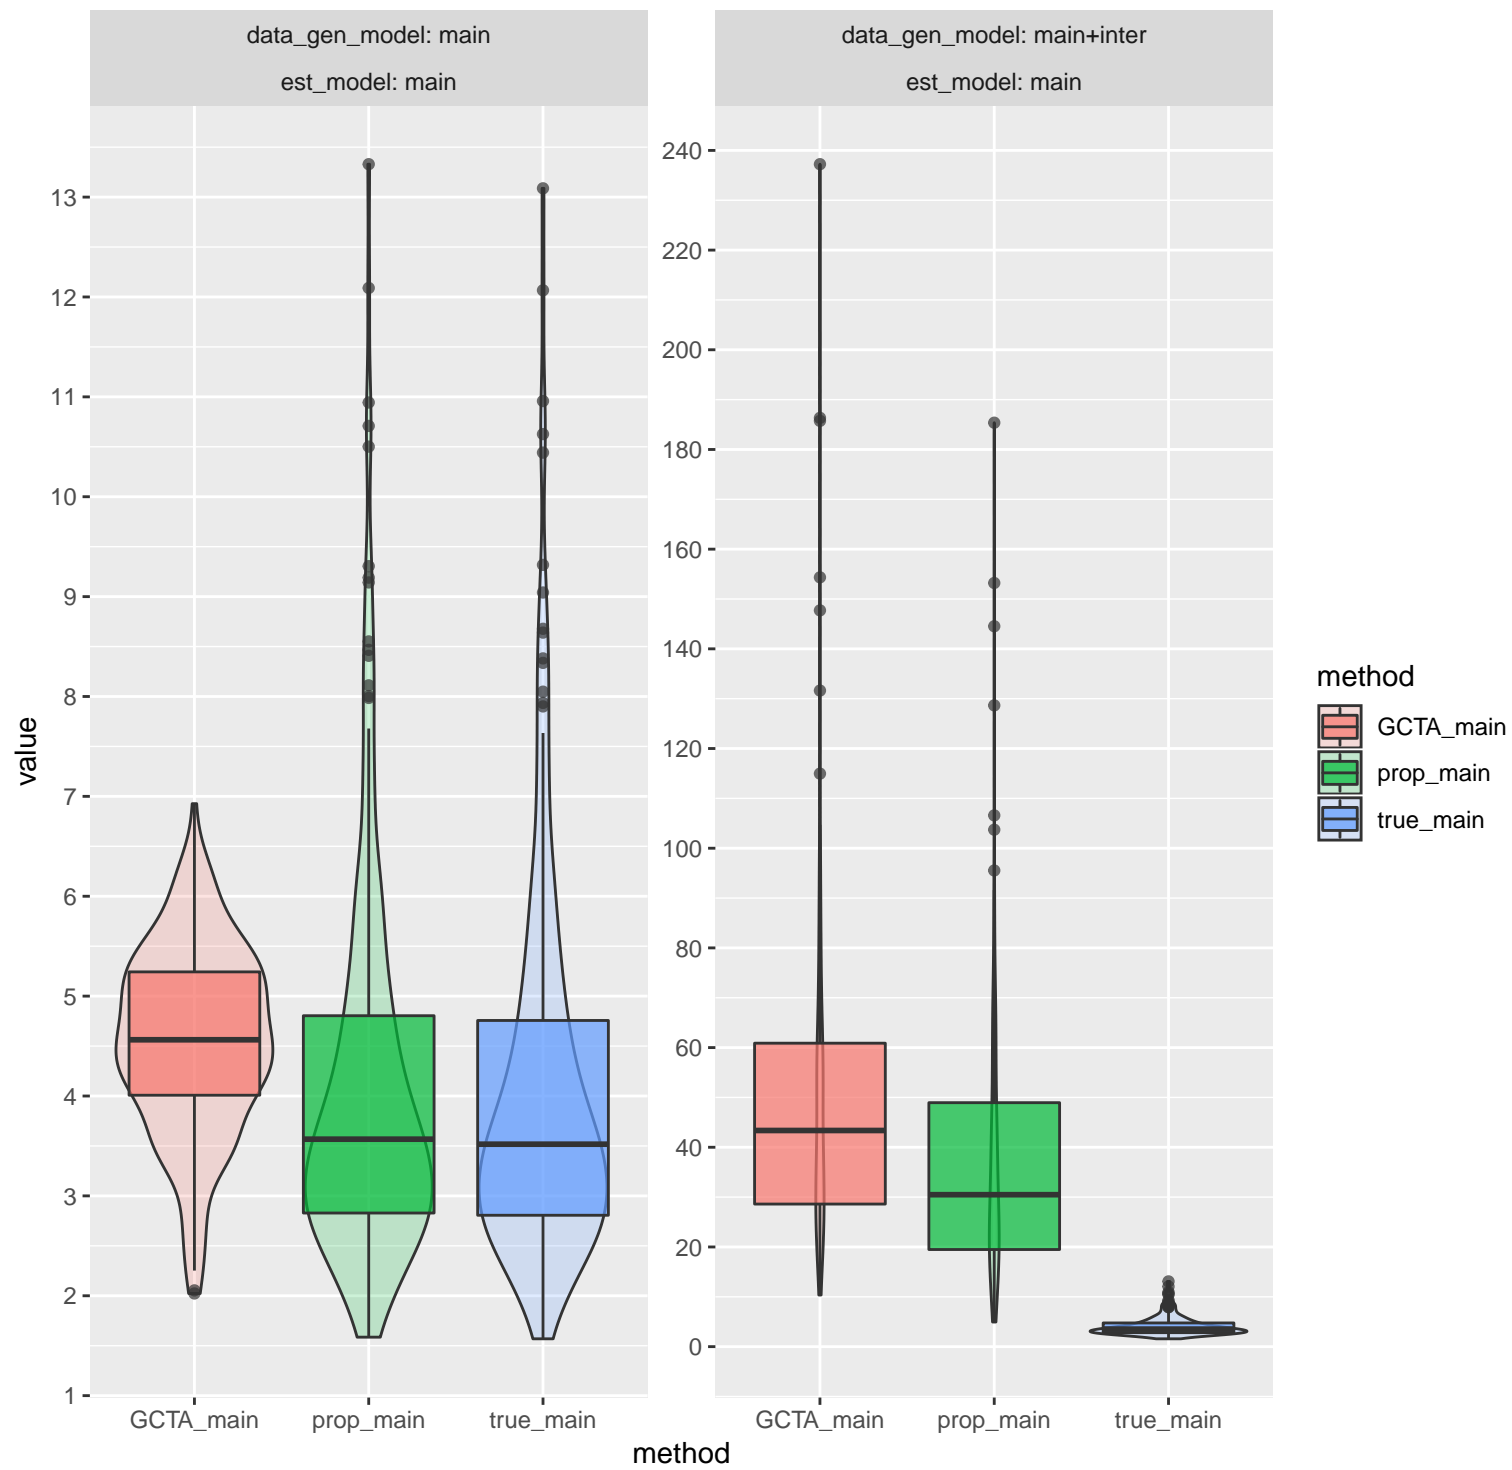 data_gen_model: main
est_model: main
data_gen_model: main+inter
est_model: main
value
13
12
11
10
9
8
7
6
5
4
3
2
1
240
220
200
180
160
140
120
100
80
60
40
20
0
GCTA_main prop_main true_main
GCTA_main prop_main true_main
method
method
GCTA_main
prop_main
true_main